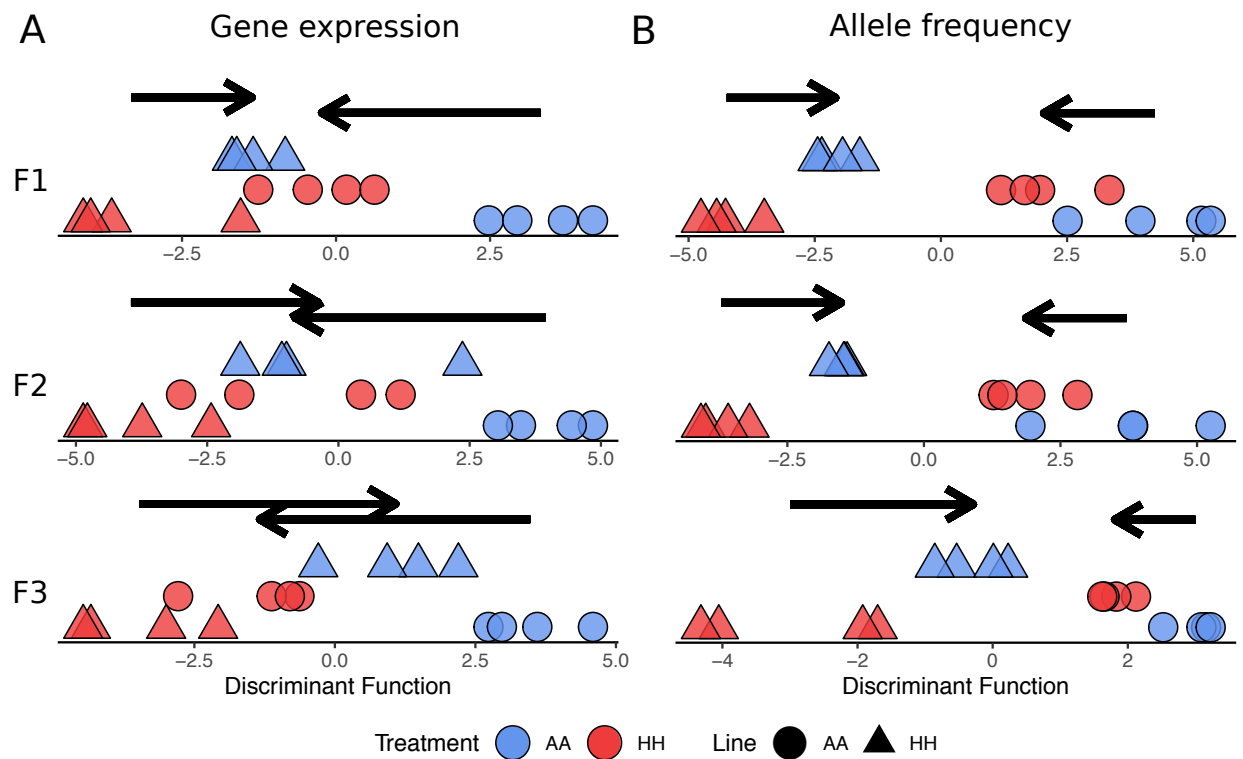 A Gene expression
B Allele frequency
F1
−2.5 0.0 2.5
−5.0 −2.5 0.0 2.5 5.0
F2
−5.0 −2.5 0.0 2.5 5.0
−2.5 0.0 2.5 5.0
F3
−2.5 0.0 2.5 5.0
−4 −2 0 2
Discriminant Function
Discriminant Function
Treatment AA HH Line AA HH